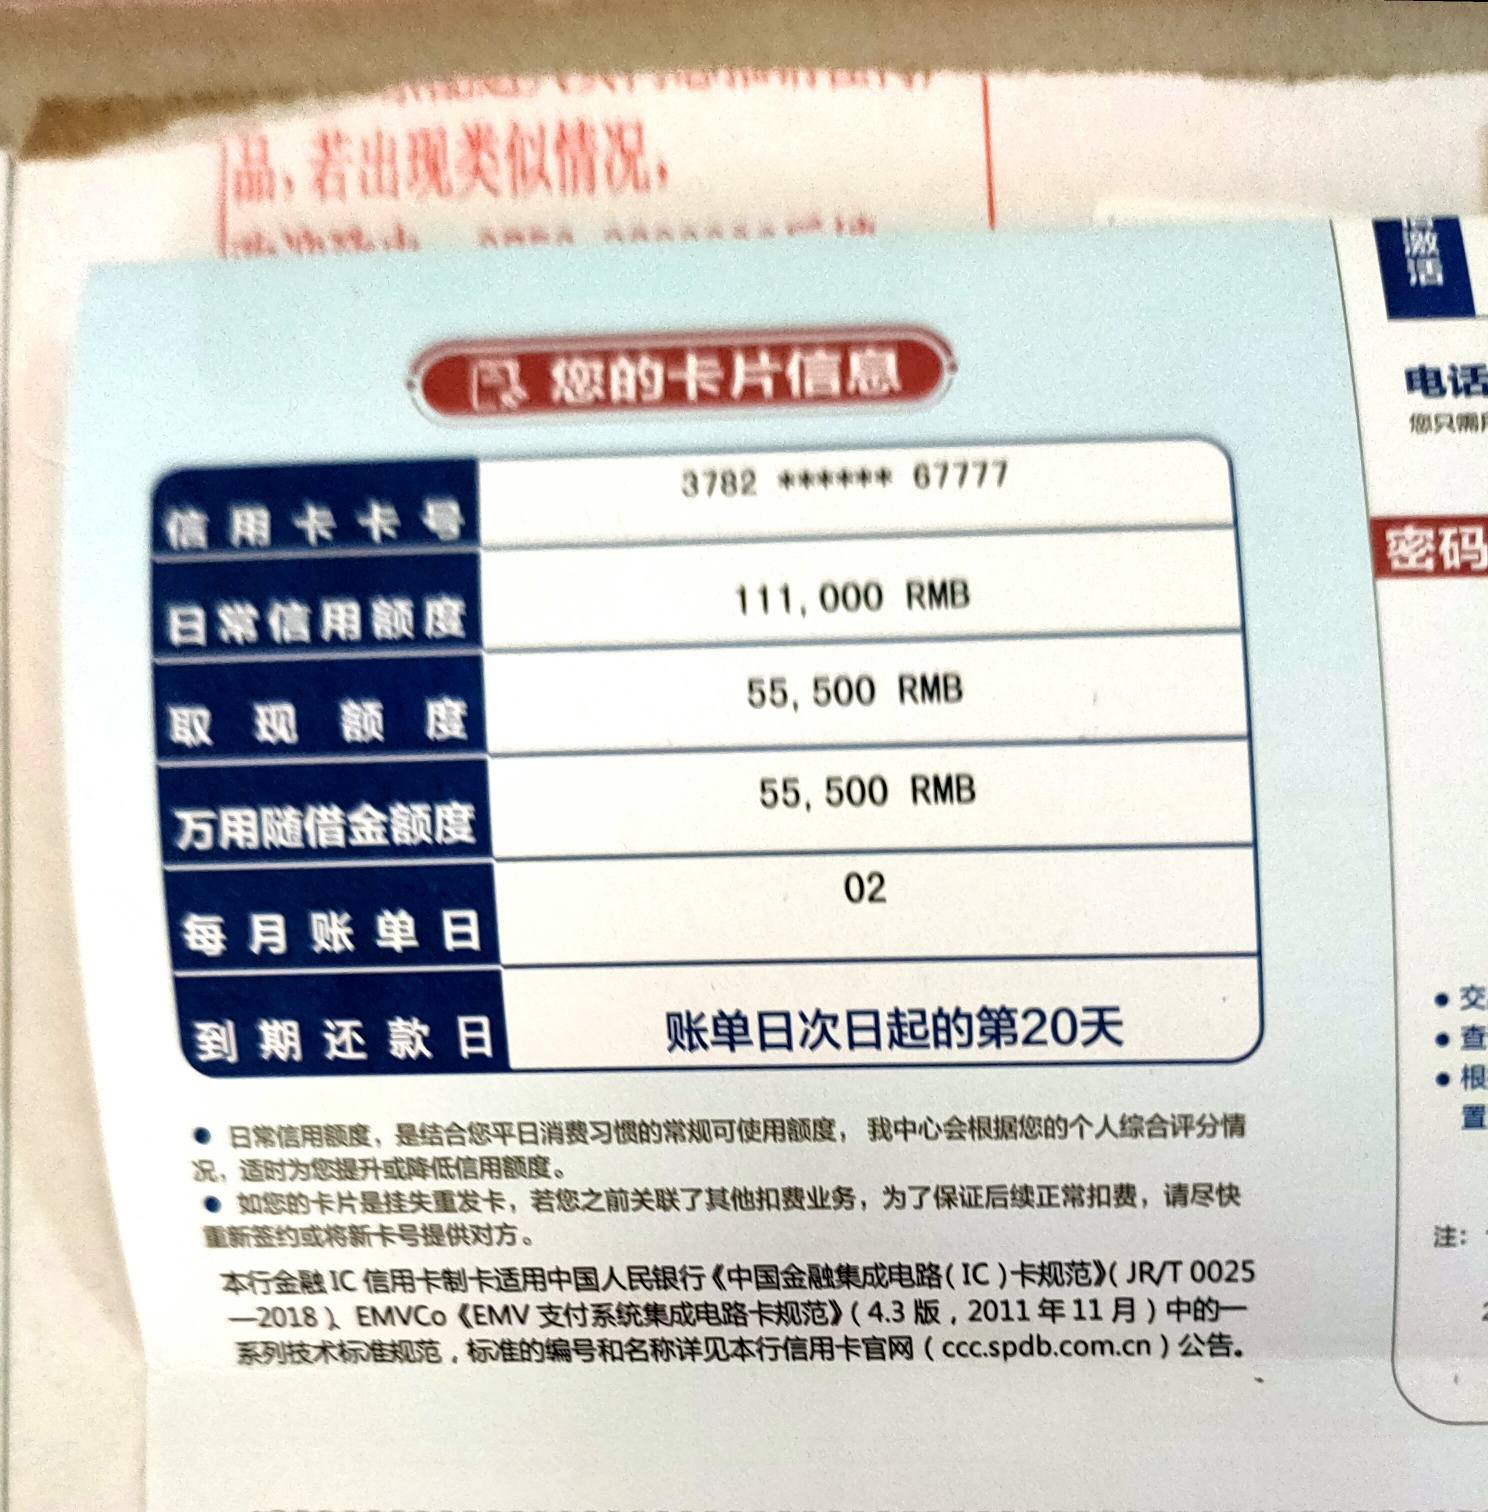 品，若出现类似情况，
激
活
您的卡片信息
电话
您只需
信用卡卡号 3782 ****** 67777
日常信用额度 111,000 RMB
密码
取现额度 55,500 RMB
万用随借金额度 55,500 RMB
每月账单日 02
到期还款日 账单日次日起的第20天
● 交
● 查
● 根
置
● 日常信用额度，是结合您平日消费习惯的常规可使用额度，我中心会根据您的个人综合评分情
况，适时为您提升或降低信用额度。
● 如您的卡片是挂失重发卡，若您之前关联了其他扣费业务，为了保证后续正常扣费，请尽快
重新签约或将新卡号提供对方。
注：
本行金融IC信用卡制卡适用中国人民银行《中国金融集成电路（IC）卡规范》（JR/T 0025
—2018）、EMVCo《EMV支付系统集成电路卡规范》（4.3版，2011年11月）中的一
系列技术标准规范，标准的编号和名称详见本行信用卡官网（ccc.spdb.com.cn）公告。